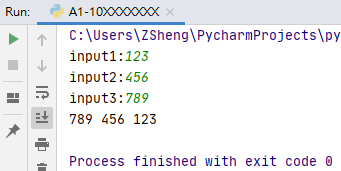 Run: A1-10XXXXXXX
C:\Users\ZSheng\PycharmProjects\py
input1:123
input2:456
input3:789
789 456 123
Process finished with exit code 0